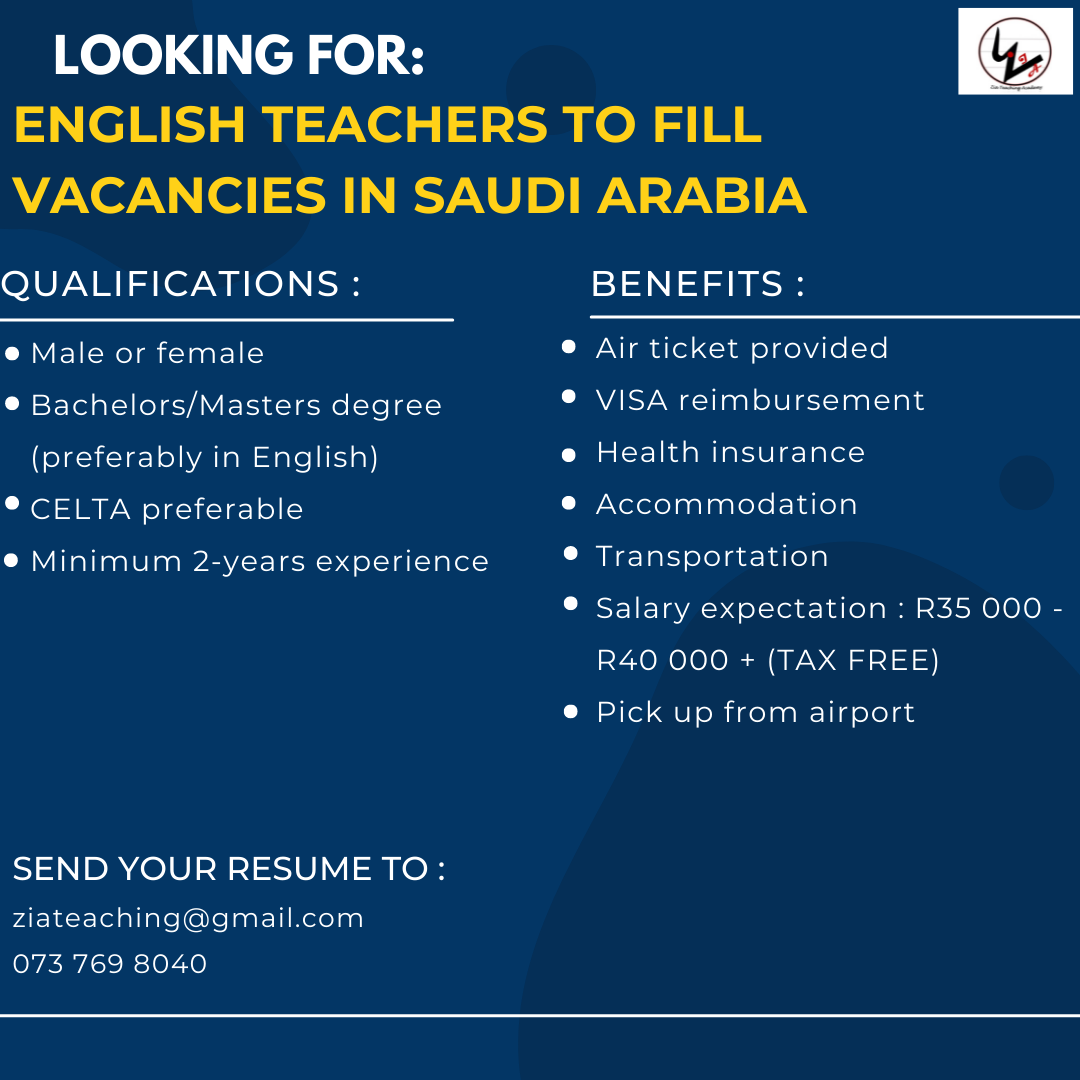 LOOKING FOR:
ENGLISH TEACHERS TO FILL
VACANCIES IN SAUDI ARABIA
QUALIFICATIONS :
Male or female
Bachelors/Masters degree
(preferably in English)
CELTA preferable
Minimum 2-years experience
BENEFITS :
Air ticket provided
VISA reimbursement
Health insurance
Accommodation
Transportation
Salary expectation : R35 000 -
R40 000 + (TAX FREE)
Pick up from airport
SEND YOUR RESUME TO :
ziateaching@gmail.com
073 769 8040